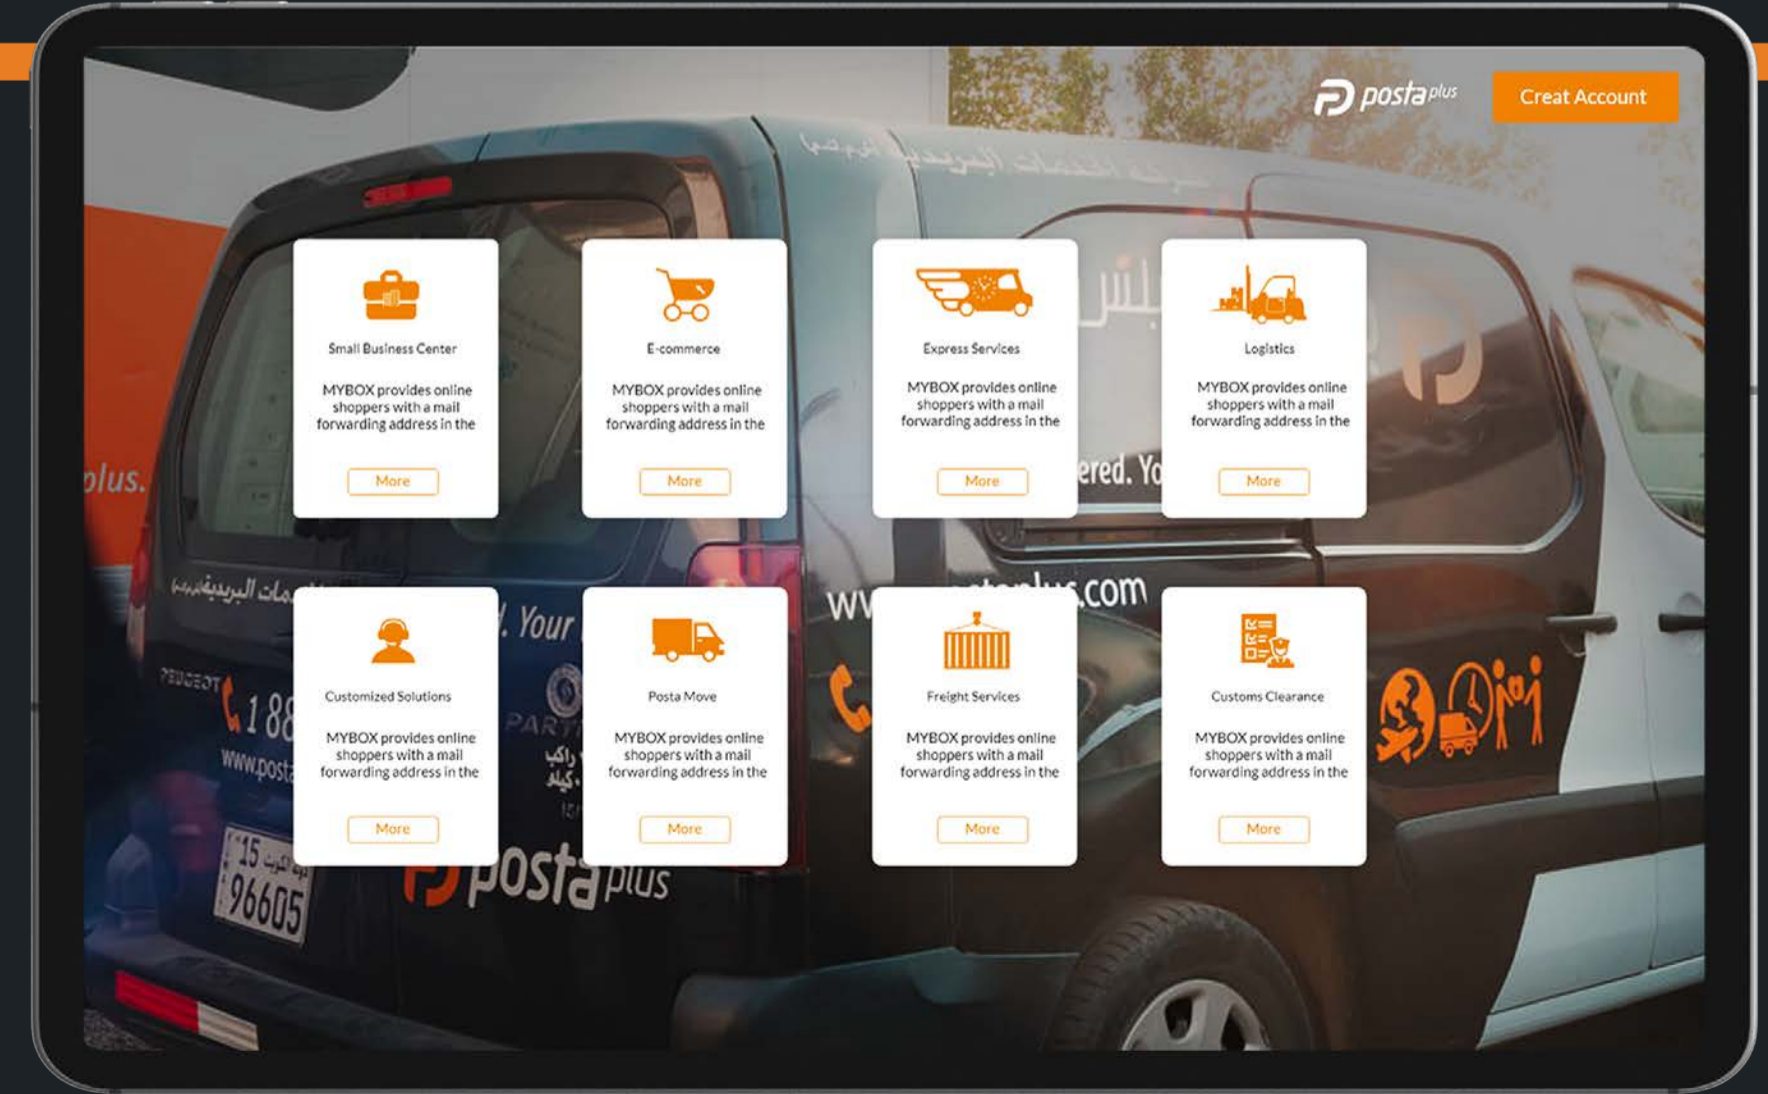 posta plus
Creat Account
Small Business Center
MYBOX provides online
shoppers with a mail
forwarding address in the
More
E-commerce
MYBOX provides online
shoppers with a mail
forwarding address in the
More
Express Services
MYBOX provides online
shoppers with a mail
forwarding address in the
More
Logistics
MYBOX provides online
shoppers with a mail
forwarding address in the
More
plus.
ered. Yo
.com
البريدية
. Your
PEUGEOT
1 88
www.posta
Customized Solutions
MYBOX provides online
shoppers with a mail
forwarding address in the
More
Posta Move
MYBOX provides online
shoppers with a mail
forwarding address in the
More
Freight Services
MYBOX provides online
shoppers with a mail
forwarding address in the
More
Customs Clearance
MYBOX provides online
shoppers with a mail
forwarding address in the
More
راكب
15
96605
posta plus